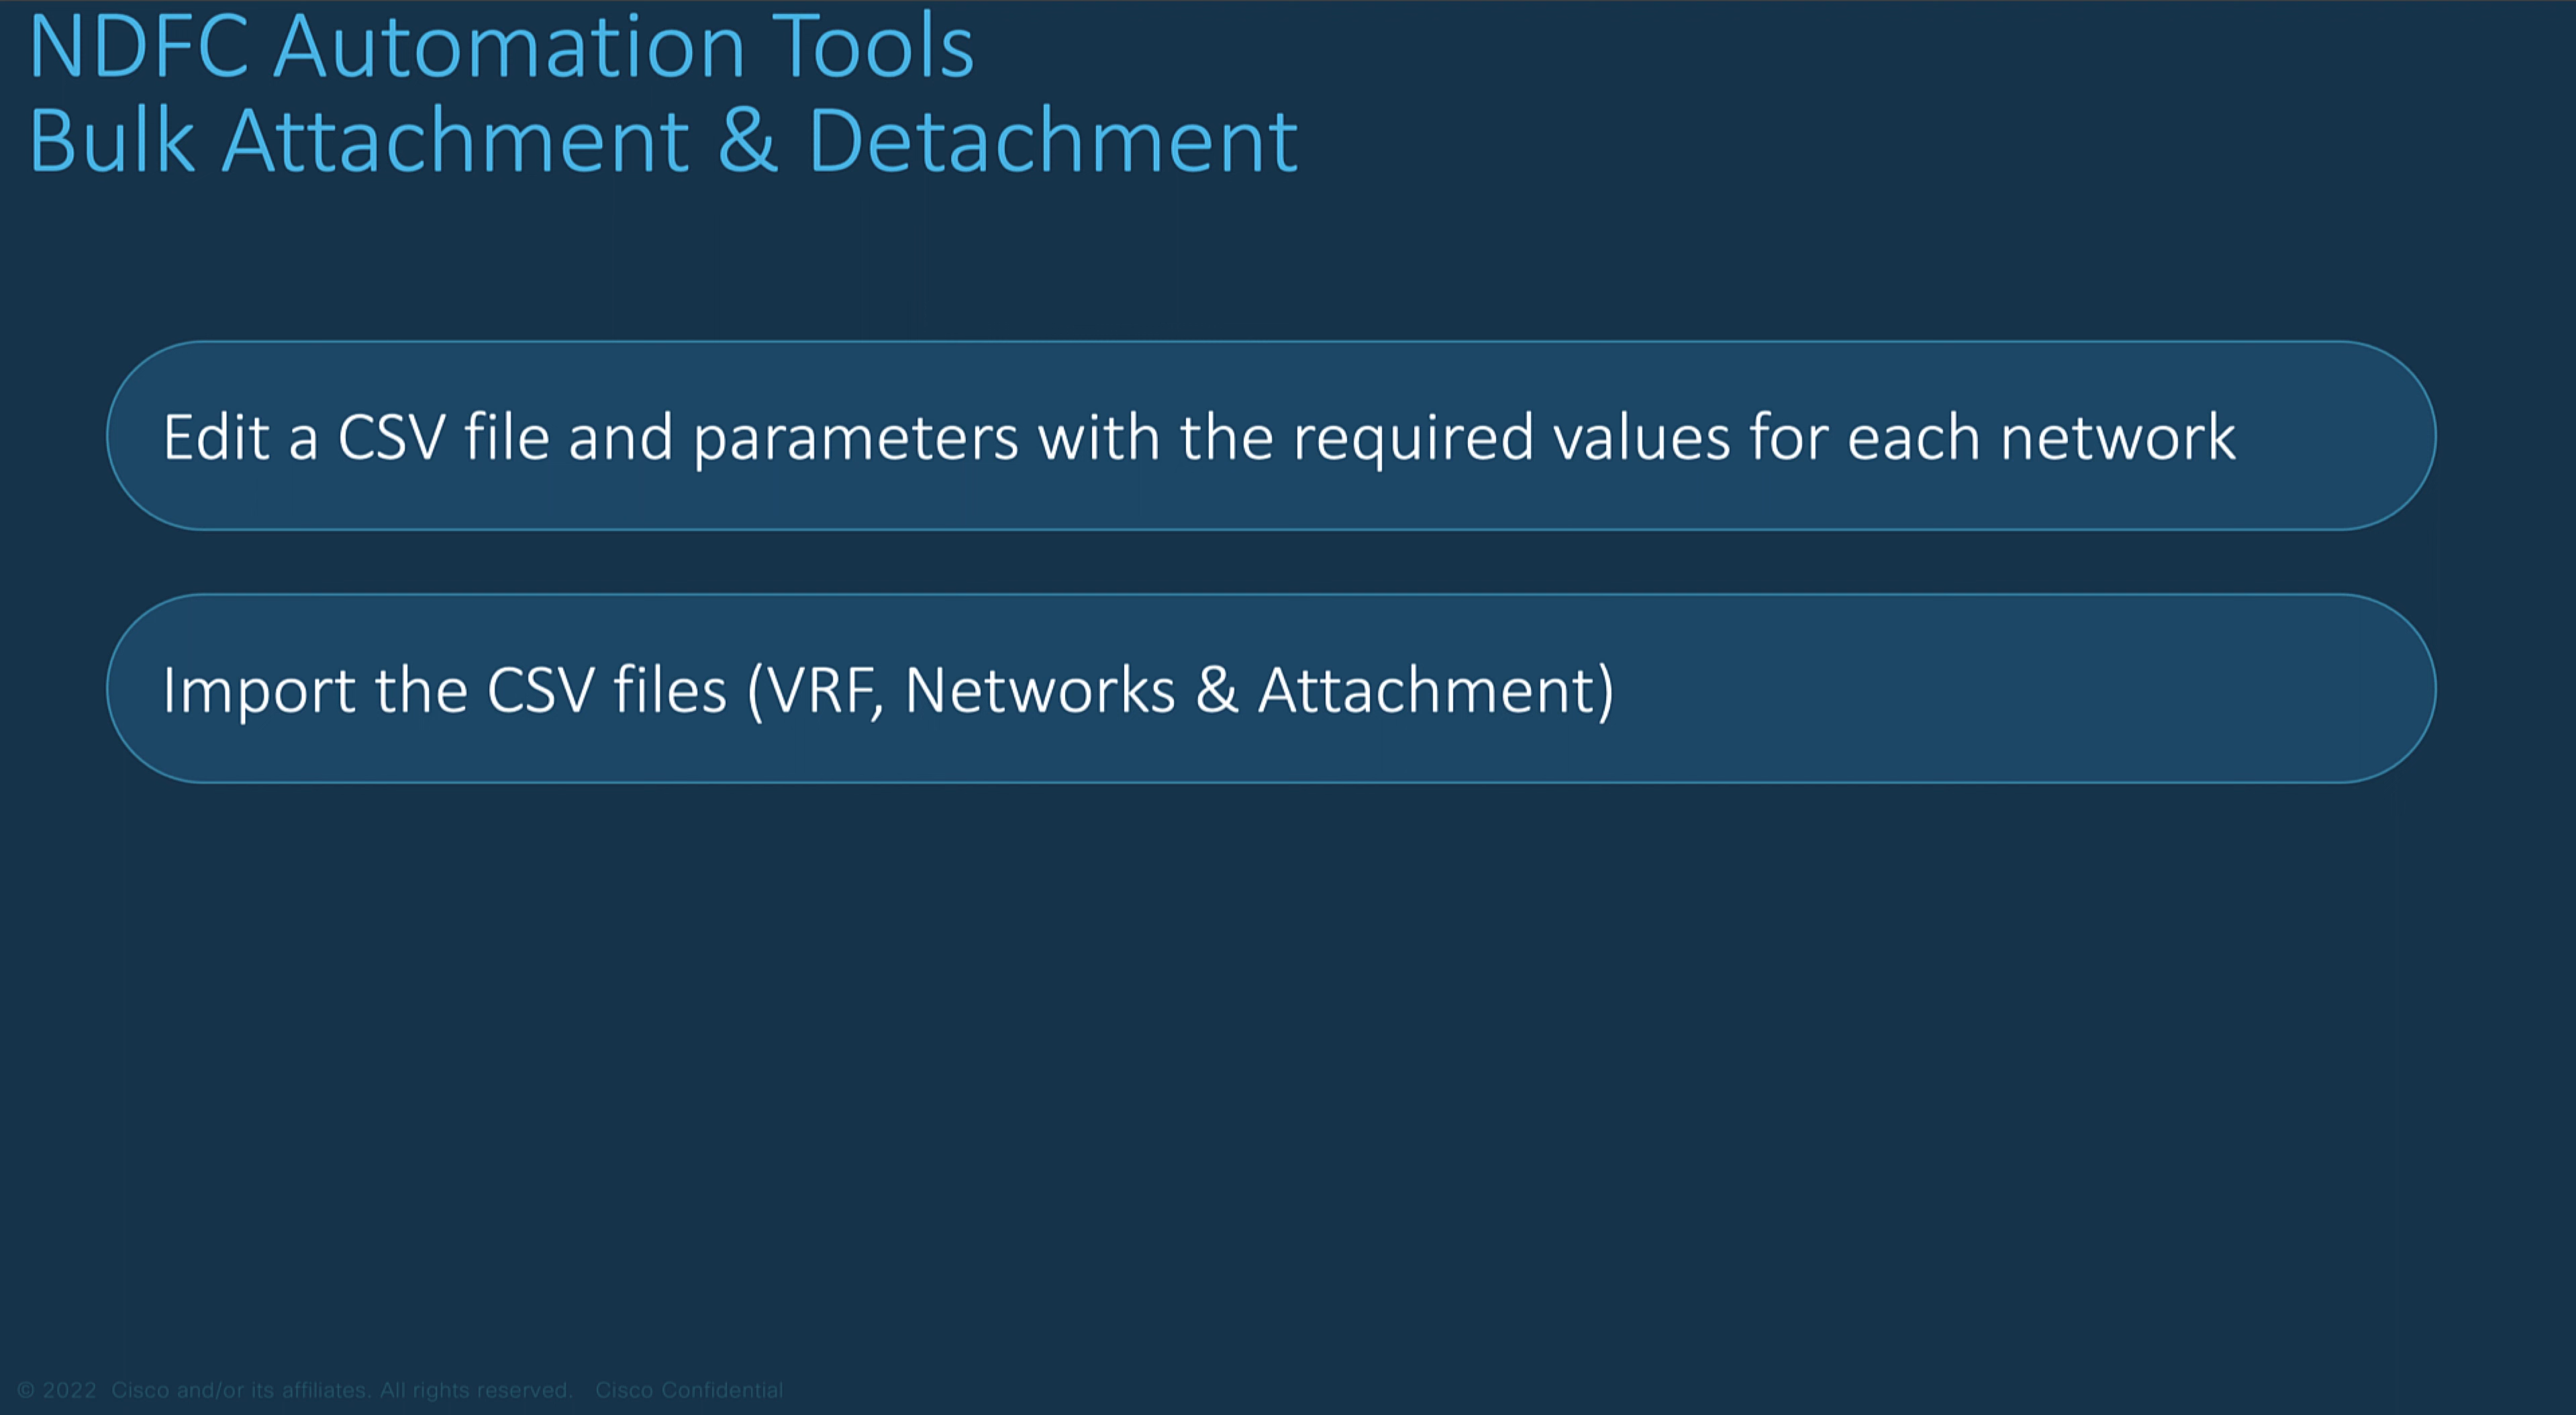 NDFC Automation Tools
Bulk Attachment & Detachment
Edit a CSV file and parameters with the required values for each network
Import the CSV files (VRF, Networks & Attachment)
© 2022 Cisco and/or its affiliates. All rights reserved. Cisco Confidential